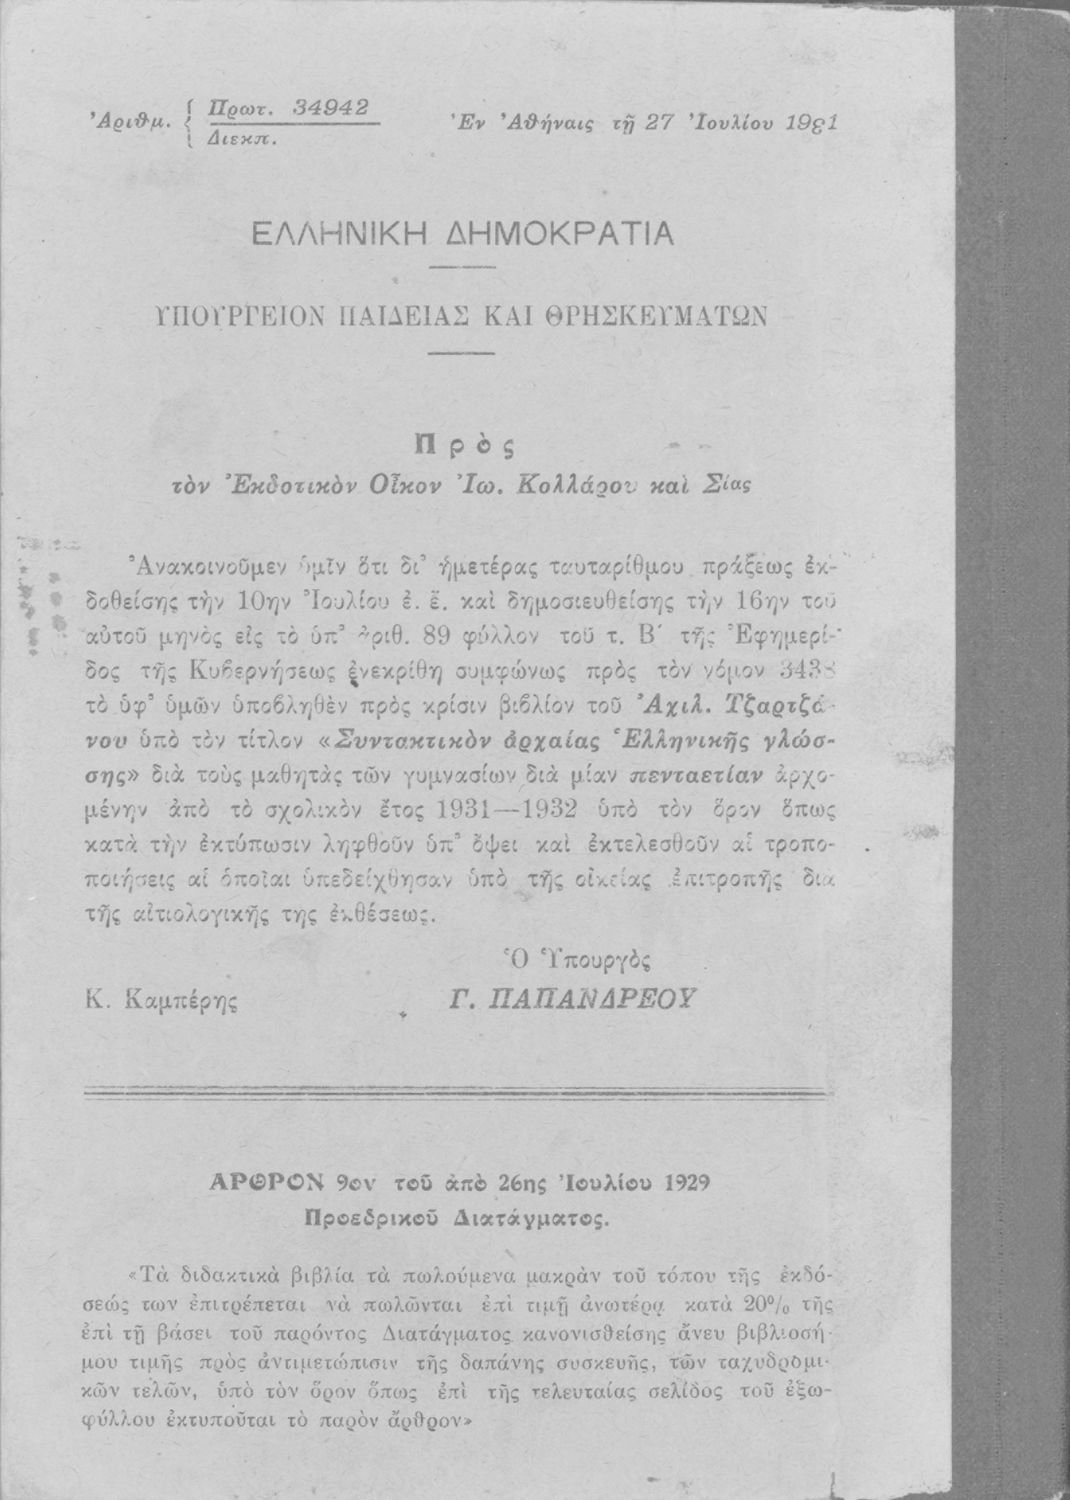 Ἀριθμ. { Πρωτ. 34942
Διεκπ.
Ἐν Ἀθήναις τῇ 27 Ἰουλίου 1931
ΕΛΛΗΝΙΚΗ ΔΗΜΟΚΡΑΤΙΑ
ΥΠΟΥΡΓΕΙΟΝ ΠΑΙΔΕΙΑΣ ΚΑΙ ΘΡΗΣΚΕΥΜΑΤΩΝ
Πρὸς
τὸν Ἐκδοτικὸν Οἶκον Ἰω. Κολλάρου καὶ Σίας
Ἀνακοινοῦμεν ὑμῖν ὅτι δι' ἡμετέρας ταυταρίθμου πράξεως ἐκ-
δοθείσης τὴν 10ην Ἰουλίου ἐ. ἔ. καὶ δημοσιευθείσης τὴν 16ην τοῦ
αὐτοῦ μηνὸς εἰς τὸ ὑπ' ἀριθ. 89 φύλλον τοῦ τ. Β′ τῆς Ἐφημερί-
δος τῆς Κυβερνήσεως ἐνεκρίθη συμφώνως πρὸς τὸν νόμον 3438
τὸ ὑφ' ὑμῶν ὑποβληθὲν πρὸς κρίσιν βιβλίον τοῦ Ἀχιλ. Τζαρτζά-
νου ὑπὸ τὸν τίτλον «Συντακτικὸν ἀρχαίας Ἑλληνικῆς γλώσ-
σης» διὰ τοὺς μαθητὰς τῶν γυμνασίων διὰ μίαν πενταετίαν ἀρχο-
μένην ἀπὸ τὸ σχολικὸν ἔτος 1931—1932 ὑπὸ τὸν ὅρον ὅπως
κατὰ τὴν ἐκτύπωσιν ληφθοῦν ὑπ' ὄψει καὶ ἐκτελεσθοῦν αἱ τροπο-
ποιήσεις αἱ ὁποῖαι ὑπεδείχθησαν ὑπὸ τῆς οἰκείας ἐπιτροπῆς διὰ
τῆς αἰτιολογικῆς της ἐκθέσεως.
Ὁ Ὑπουργὸς
Κ. Καμπέρης Γ. ΠΑΠΑΝΔΡΕΟΥ
ΑΡΘΡΟΝ 9ον τοῦ ἀπὸ 26ης Ἰουλίου 1929
Προεδρικοῦ Διατάγματος.
«Τὰ διδακτικὰ βιβλία τὰ πωλούμενα μακρὰν τοῦ τόπου τῆς ἐκδό-
σεώς των ἐπιτρέπεται νὰ πωλῶνται ἐπὶ τιμῇ ἀνωτέρᾳ κατὰ 20% τῆς
ἐπὶ τῇ βάσει τοῦ παρόντος Διατάγματος κανονισθείσης ἄνευ βιβλιοσή-
μου τιμῆς πρὸς ἀντιμετώπισιν τῆς δαπάνης συσκευῆς, τῶν ταχυδρομι-
κῶν τελῶν, ὑπὸ τὸν ὅρον ὅπως ἐπὶ τῆς τελευταίας σελίδος τοῦ ἐξω-
φύλλου ἐκτυποῦται τὸ παρὸν ἄρθρον»